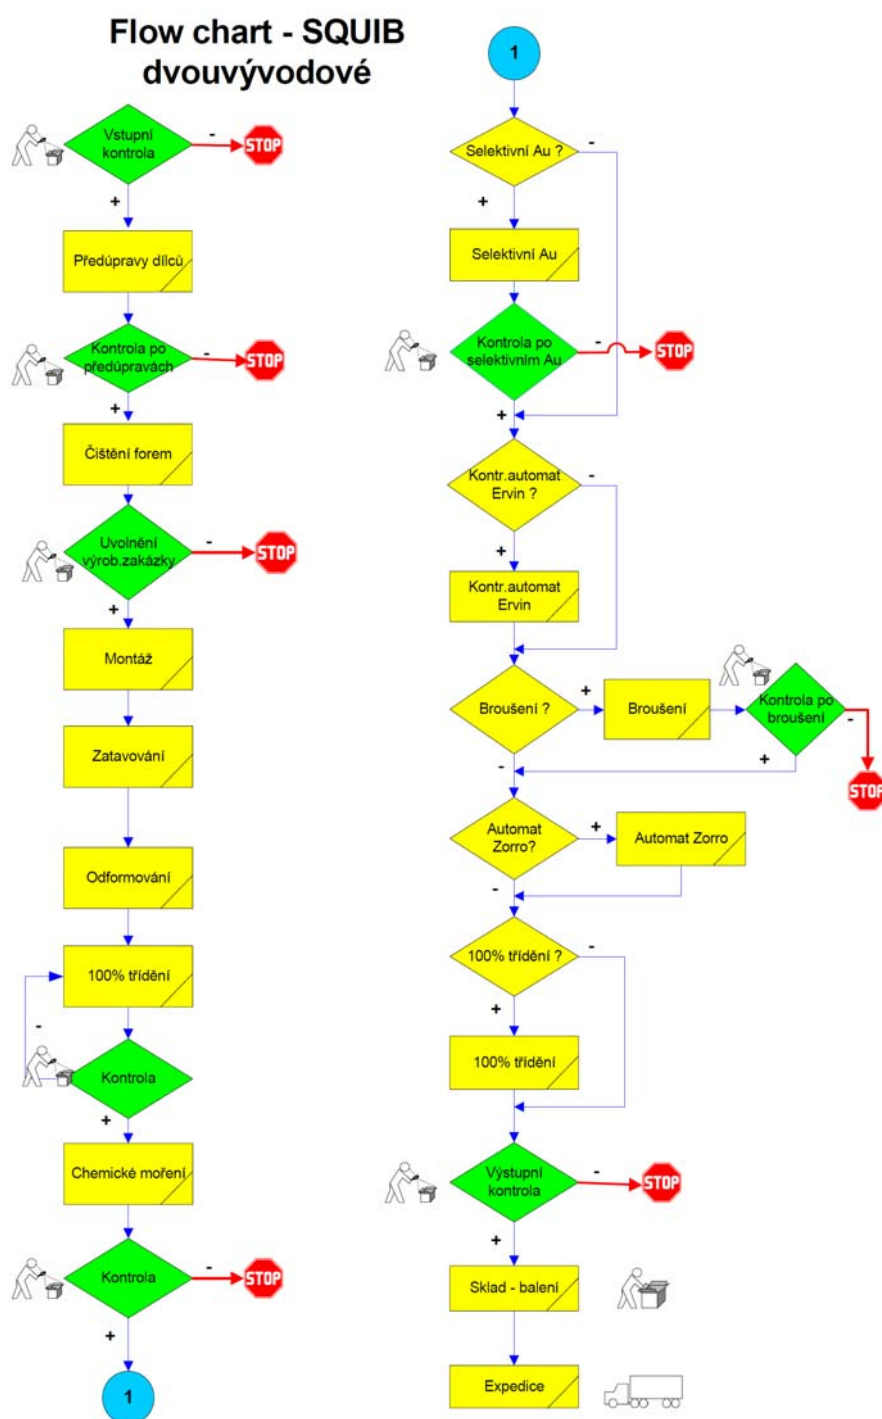 Flow chart - SQUIB
dvouvývodové
Vstupní
kontrola
-
STOP
+
Předúpravy dílců
Kontrola po
předúpravách
-
STOP
+
Čištění forem
Uvolnění
výrob.zakázky
-
STOP
+
Montáž
Zatavování
Odformování
100% třídění
-
Kontrola
+
Chemické moření
Kontrola
-
STOP
+
1
1
Selektivní Au ?
-
+
Selektivní Au
Kontrola po
selektivním Au
-
STOP
+
Kontr.automat
Ervin ?
-
+
Kontr.automat
Ervin
Broušení ?
+
Broušení
Kontrola po
broušení
-
+
-
STOP
Automat
Zorro?
+
Automat Zorro
-
100% třídění ?
-
+
100% třídění
Výstupní
kontrola
-
STOP
+
Sklad - balení
Expedice